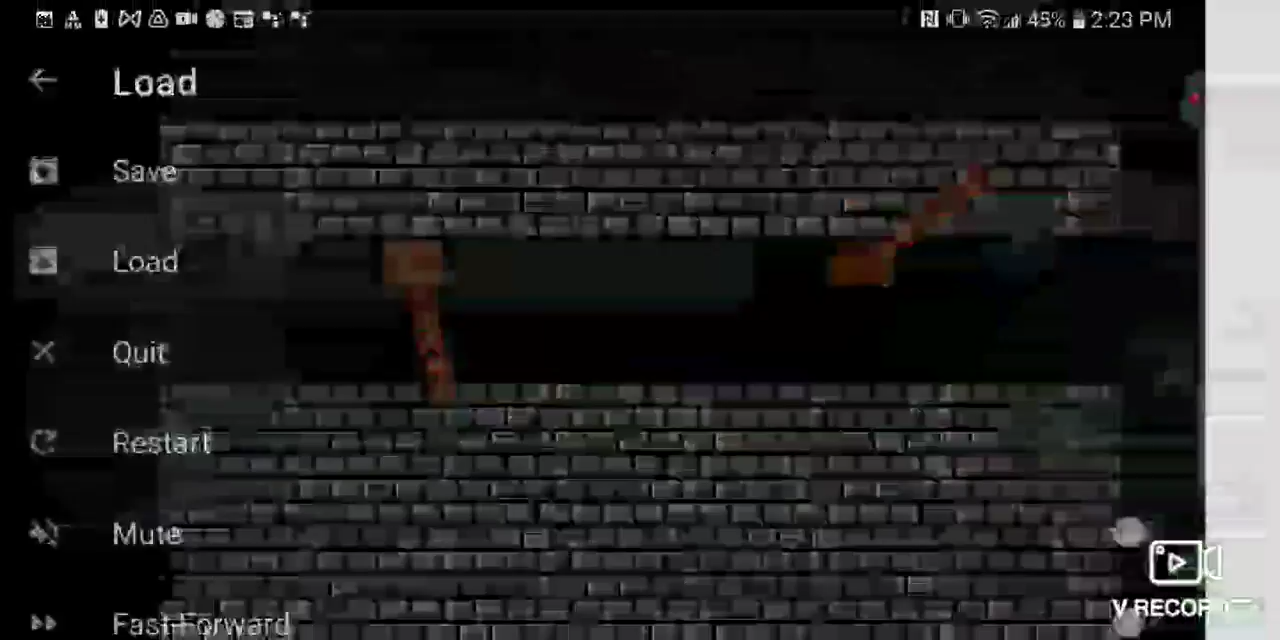 45% 2:23 PM
Load
Save
Load
Quit
Restart
Mute
Fast-Forward